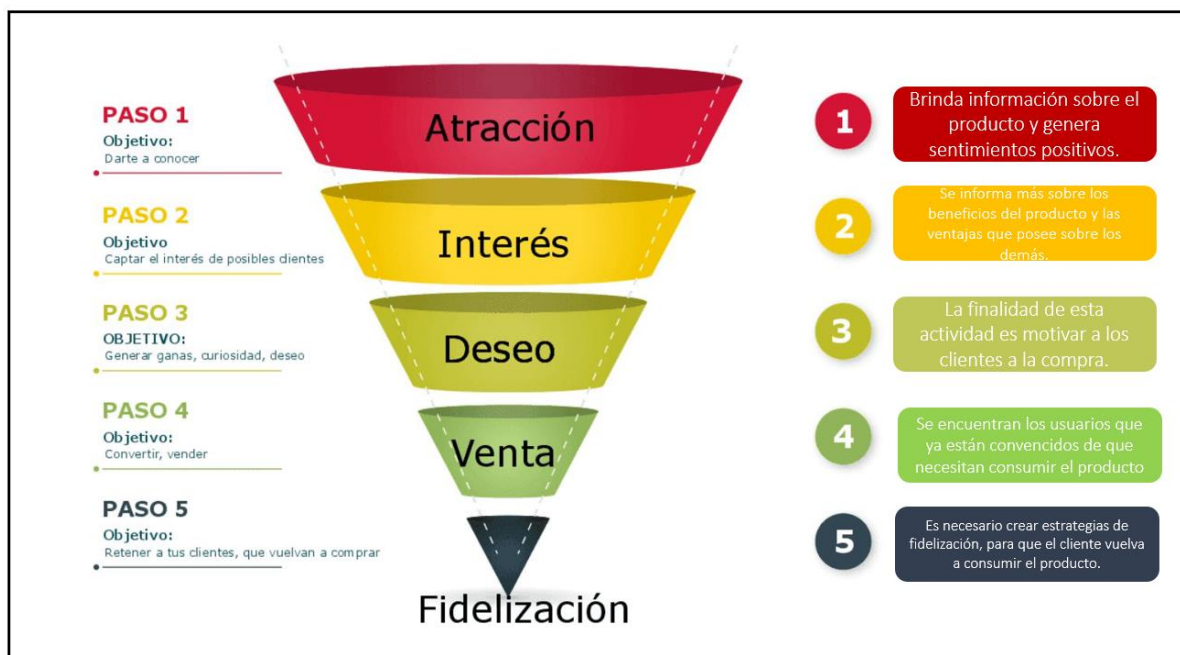 PASO 1
Objetivo:
Darte a conocer
PASO 2
Objetivo
Captar el interés de posibles clientes
PASO 3
OBJETIVO:
Generar ganas, curiosidad, deseo
PASO 4
Objetivo:
Convertir, vender
PASO 5
Objetivo:
Retener a tus clientes, que vuelvan a comprar
Atracción
Interés
Deseo
Venta
Fidelización
1
Brinda información sobre el
producto y genera
sentimientos positivos.
2
Se informa más sobre los
beneficios del producto y las
ventajas que posee sobre los
demás.
3
La finalidad de esta
actividad es motivar a los
clientes a la compra.
4
Se encuentran los usuarios que
ya están convencidos de que
necesitan consumir el producto
5
Es necesario crear estrategias de
fidelización, para que el cliente vuelva
a consumir el producto.